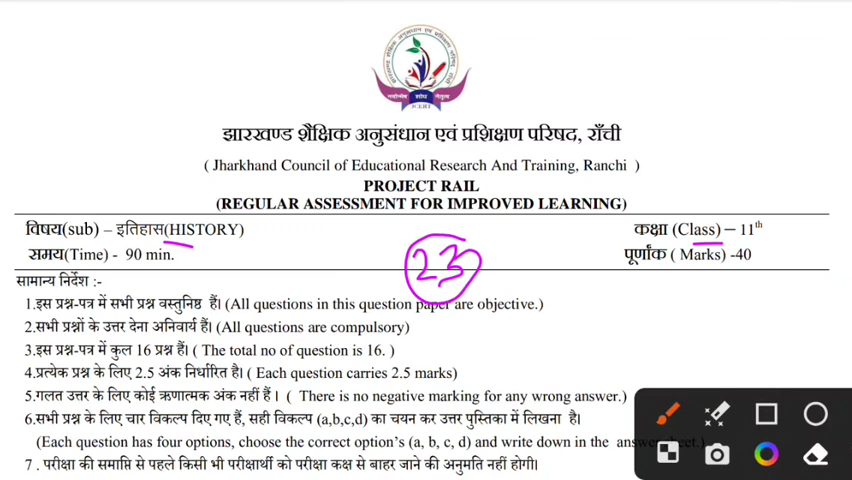 झारखण्ड शैक्षिक अनुसंधान एवं प्रशिक्षण परिषद, राँची
( Jharkhand Council of Educational Research And Training, Ranchi )
PROJECT RAIL
(REGULAR ASSESSMENT FOR IMPROVED LEARNING)
विषय(sub) – इतिहास(HISTORY) कक्षा (Class) – 11th
समय(Time) - 90 min. 23 पूर्णांक ( Marks) -40
सामान्य निर्देश :-
1.इस प्रश्न-पत्र में सभी प्रश्न वस्तुनिष्ठ हैं। (All questions in this question paper are objective.)
2.सभी प्रश्नों के उत्तर देना अनिवार्य हैं। (All questions are compulsory)
3.इस प्रश्न-पत्र में कुल 16 प्रश्न हैं। ( The total no of question is 16. )
4.प्रत्येक प्रश्न के लिए 2.5 अंक निर्धारित है। ( Each question carries 2.5 marks)
5.गलत उत्तर के लिए कोई ऋणात्मक अंक नहीं हैं । ( There is no negative marking for any wrong answer.)
6.सभी प्रश्न के लिए चार विकल्प दिए गए हैं, सही विकल्प (a,b,c,d) का चयन कर उत्तर पुस्तिका में लिखना है।
(Each question has four options, choose the correct option's (a, b, c, d) and write down in the answer sheet.)
7 . परीक्षा की समाप्ति से पहले किसी भी परीक्षार्थी को परीक्षा कक्ष से बाहर जाने की अनुमति नहीं होगी।